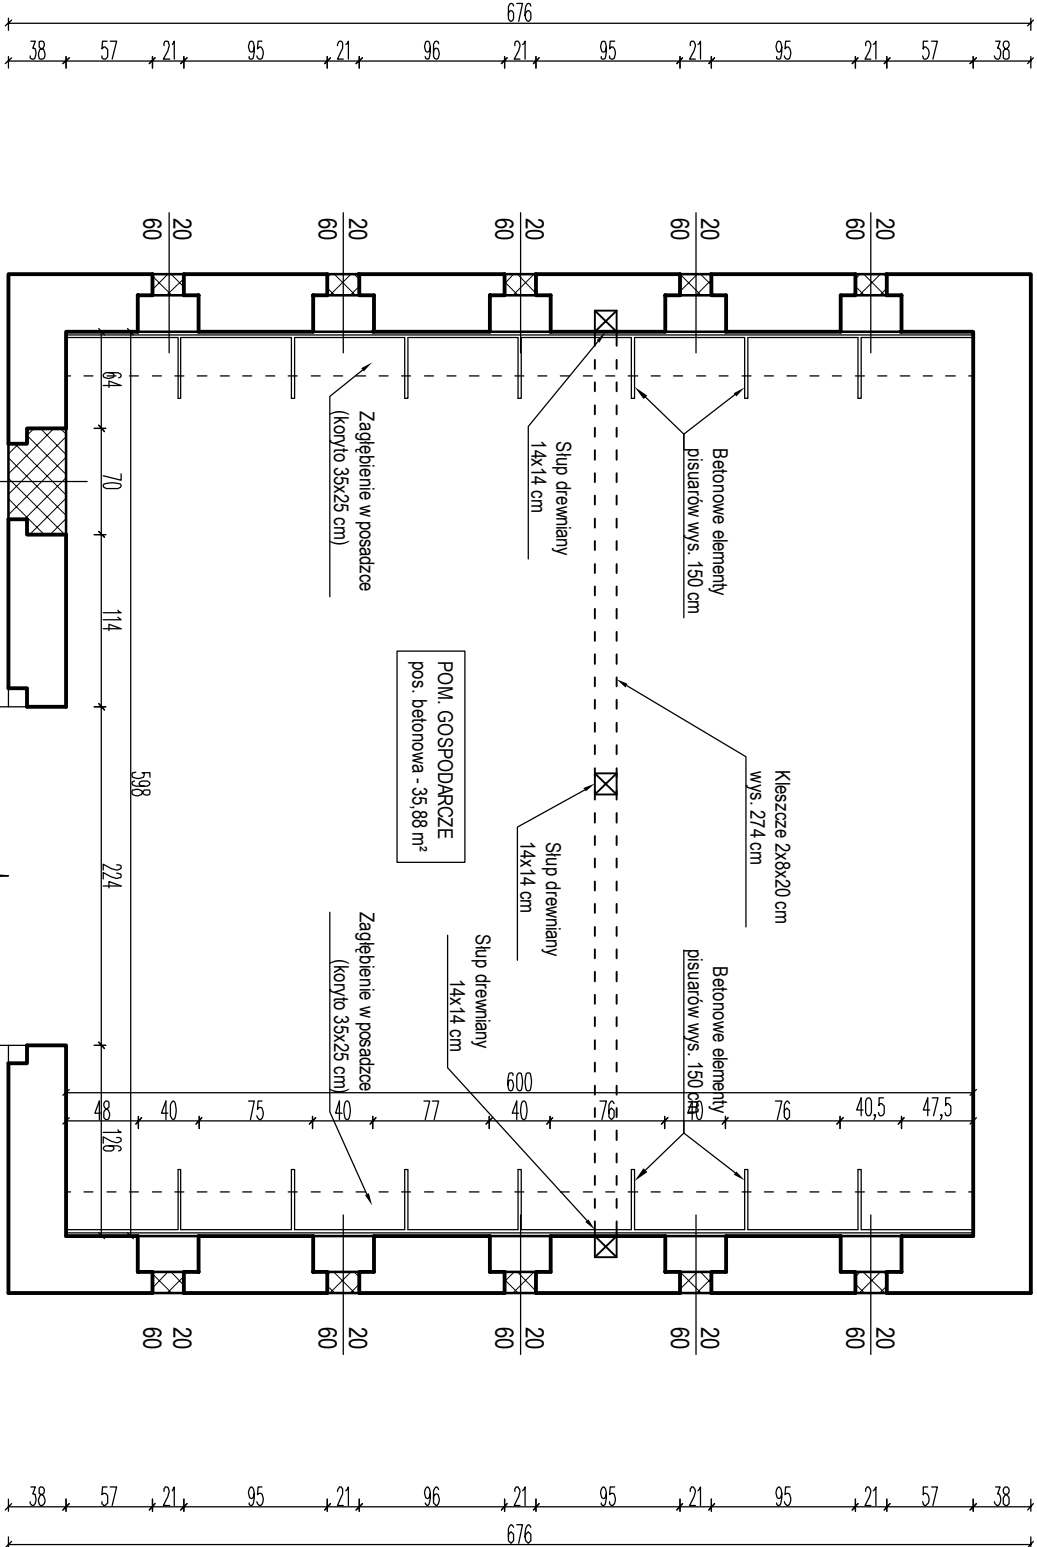 676
38 57 21 95 21 96 21 95 21 95 21 57 38
20 20 20 20 20
60 60 60 60 60
64
70
114
224
126
598
Zagłębienie w posadzce
(koryto 35x25 cm)
Słup drewniany
14x14 cm
Betonowe elementy
pisuarów wys. 150 cm
POM. GOSPODARCZE
pos. betonowa - 35,88 m²
Kleszcze 2x8x20 cm
wys. 274 cm
Słup drewniany
14x14 cm
Zagłębienie w posadzce
(koryto 35x25 cm)
Słup drewniany
14x14 cm
Betonowe elementy
pisuarów wys. 150 cm
600
48 40 75 40 77 40 76 40 76 40,5 47,5
20 20 20 20 20
60 60 60 60 60
38 57 21 95 21 96 21 95 21 95 21 57 38
676